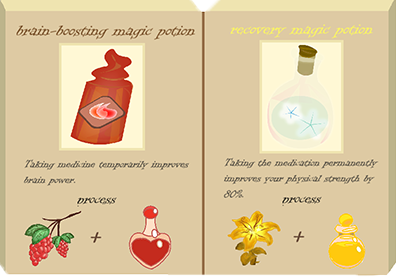 brain-boosting magic potion
Taking medicine temporarily improves
brain power.
process
+
recovery magic potion
Taking the medication permanently
improves your physical strength by
80%.
process
+